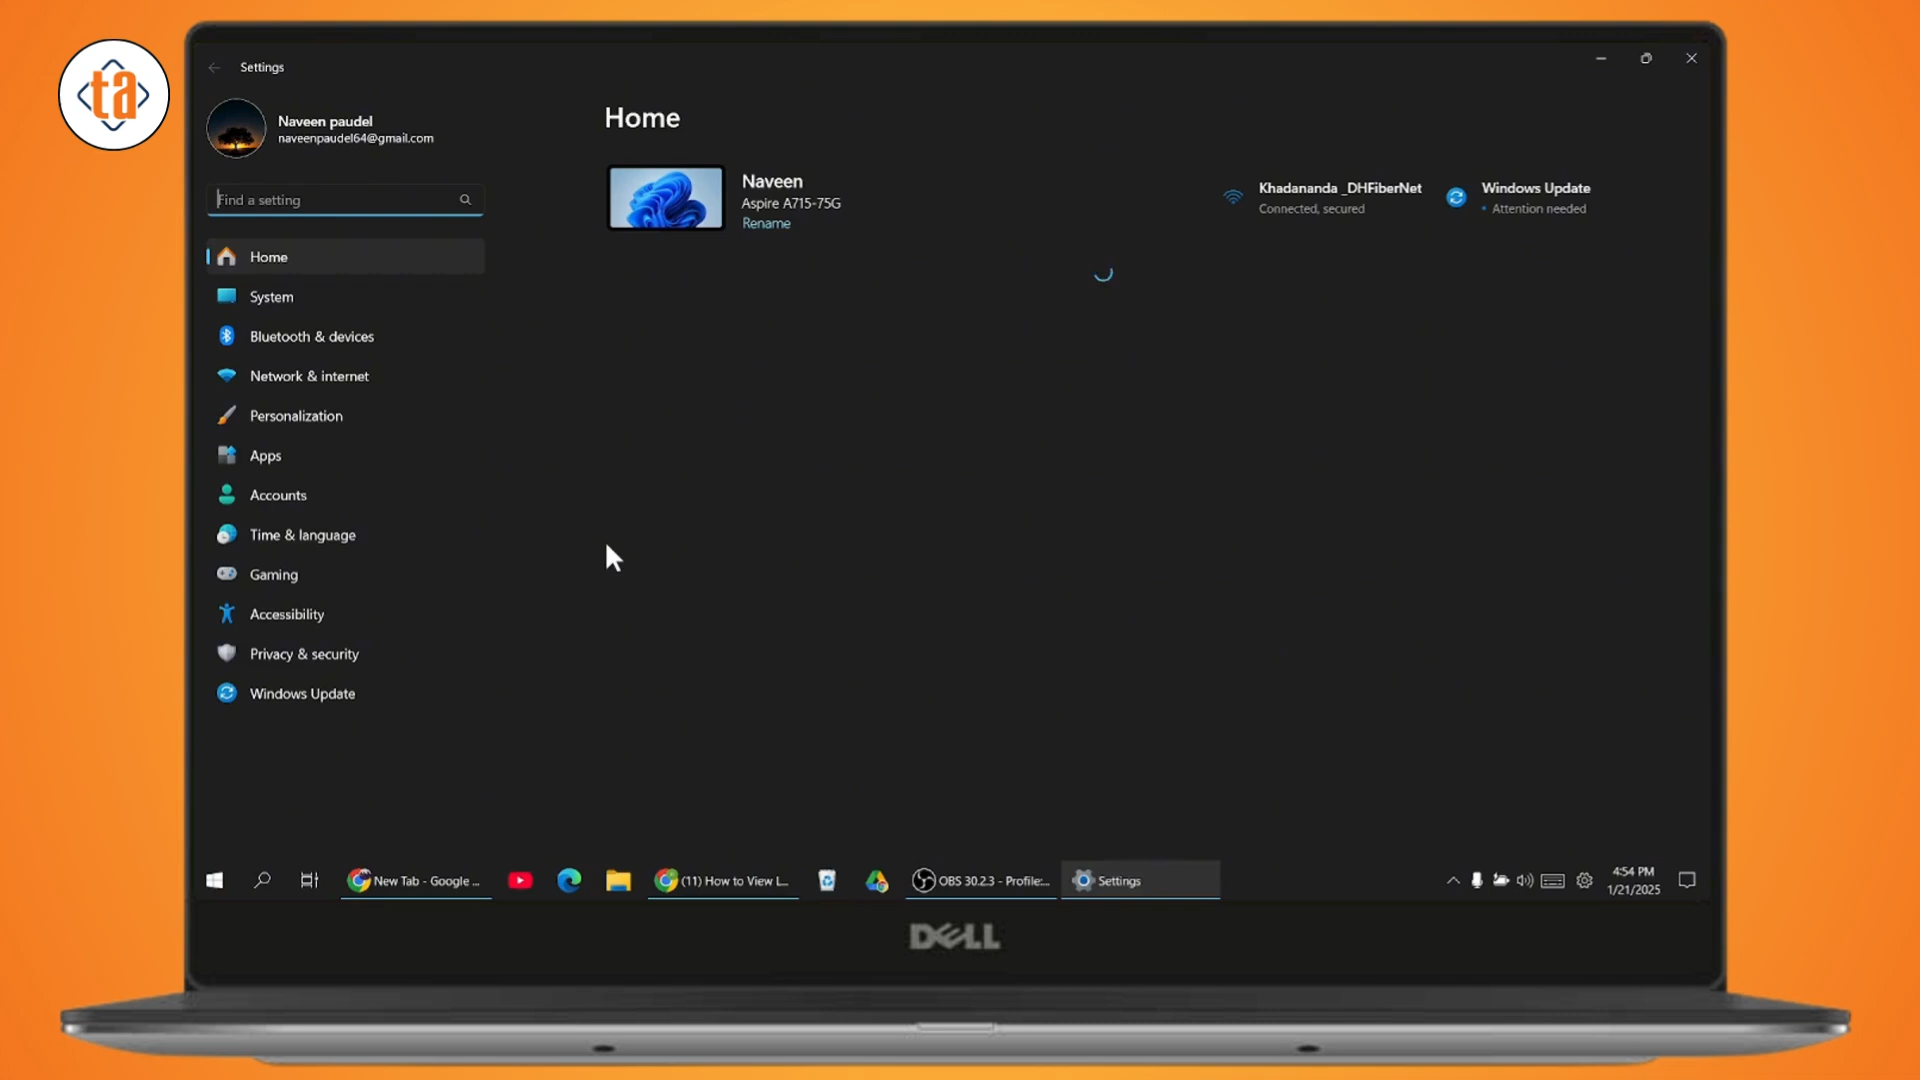 ta
Settings
Naveen paudel
naveenpaudel64@gmail.com
Find a setting
Home
System
Bluetooth & devices
Network & internet
Personalization
Apps
Accounts
Time & language
Gaming
Accessibility
Privacy & security
Windows Update
Home
Naveen
Aspire A715-75G
Rename
Khadananda _DHFiberNet
Connected, secured
Windows Update
• Attention needed
New Tab - Google ...
(11) How to View L...
OBS 30.2.3 - Profile:...
Settings
4:54 PM
1/21/2025
DELL